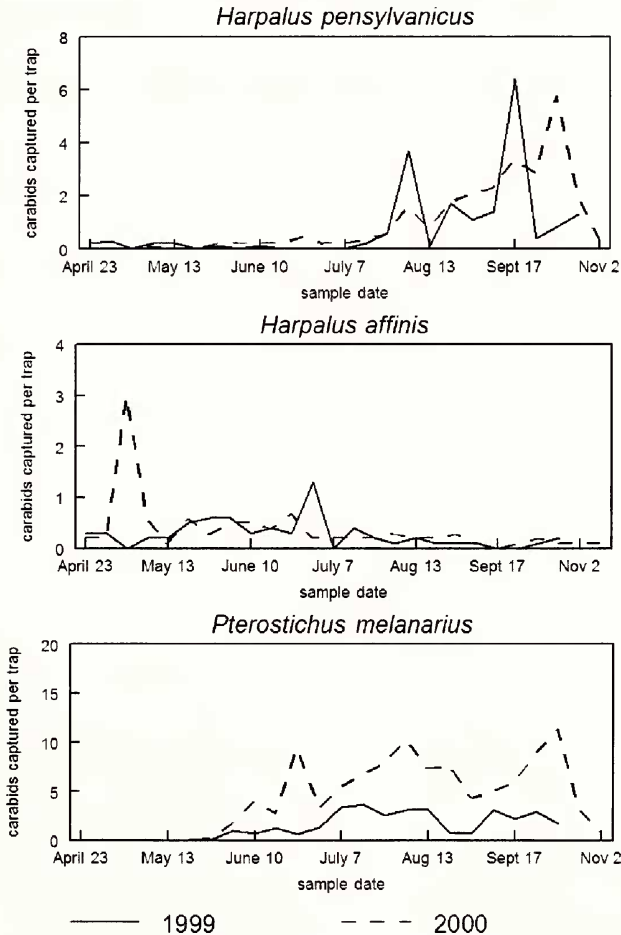 Harpalus pensylvanicus
carabids captured per trap
8
6
4
2
0
April 23 May 13 June 10 July 7 Aug 13 Sept 17 Nov 2
sample date
Harpalus affinis
carabids captured per trap
4
3
2
1
0
April 23 May 13 June 10 July 7 Aug 13 Sept 17 Nov 2
sample date
Pterostichus melanarius
carabids captured per trap
20
15
10
5
0
April 23 May 13 June 10 July 7 Aug 13 Sept 17 Nov 2
sample date
1999 2000